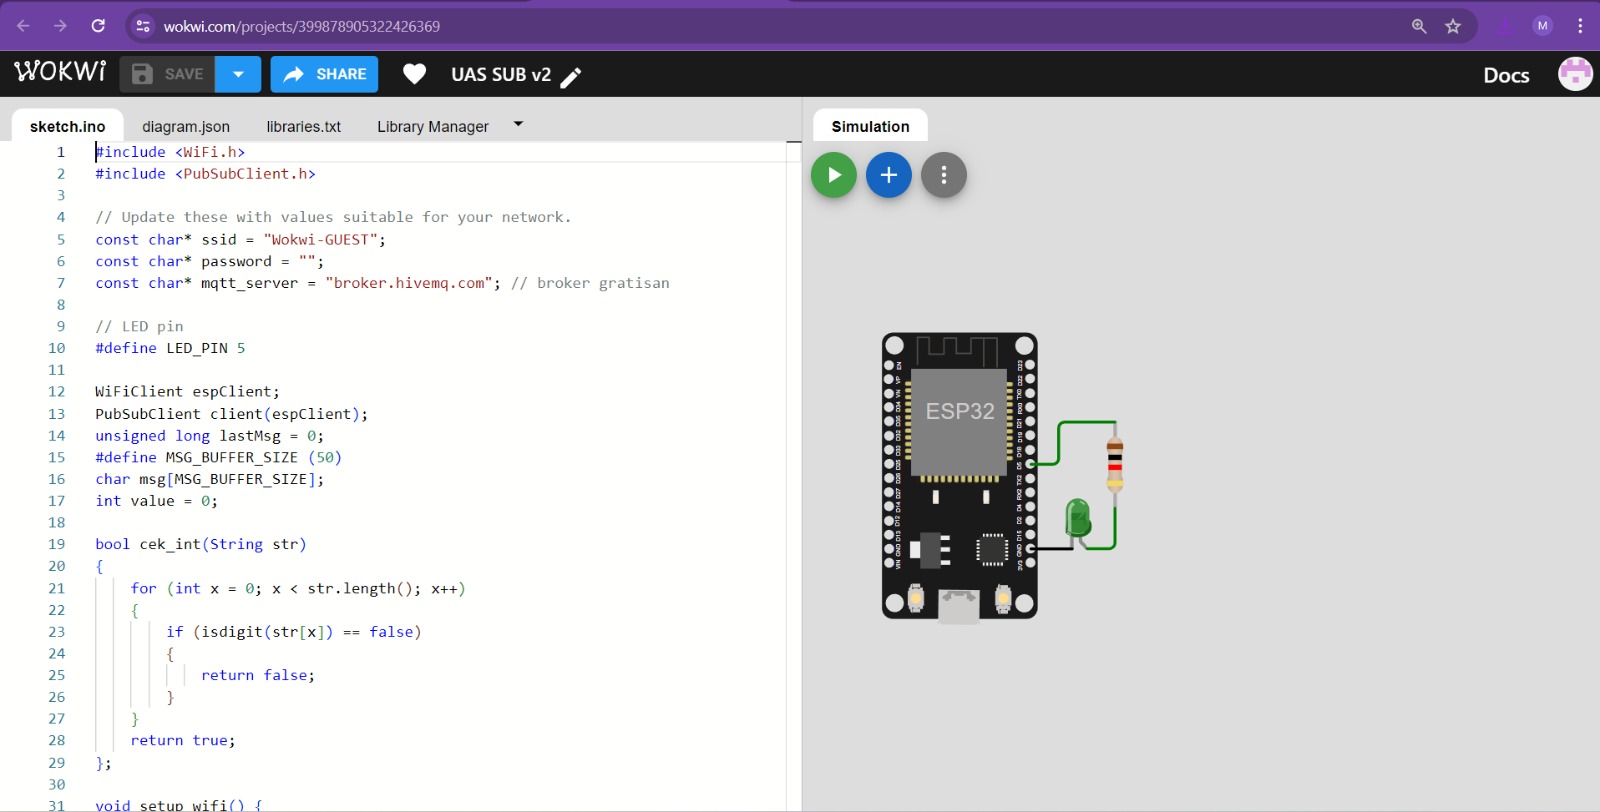 wokwi.com/projects/399878905322426369
M
WOKWi
SAVE
SHARE
UAS SUB v2
Docs
sketch.ino
diagram.json
libraries.txt
Library Manager
Simulation
1 #include <WiFi.h>
2 #include <PubSubClient.h>
3
4 // Update these with values suitable for your network.
5 const char* ssid = "Wokwi-GUEST";
6 const char* password = "";
7 const char* mqtt_server = "broker.hivemq.com"; // broker gratisan
8
9 // LED pin
10 #define LED_PIN 5
11
12 WiFiClient espClient;
13 PubSubClient client(espClient);
14 unsigned long lastMsg = 0;
15 #define MSG_BUFFER_SIZE (50)
16 char msg[MSG_BUFFER_SIZE];
17 int value = 0;
18
19 bool cek_int(String str)
20 {
21 for (int x = 0; x < str.length(); x++)
22 {
23 if (isdigit(str[x]) == false)
24 {
25 return false;
26 }
27 }
28 return true;
29 };
30
31 void setup_wifi() {
ESP32